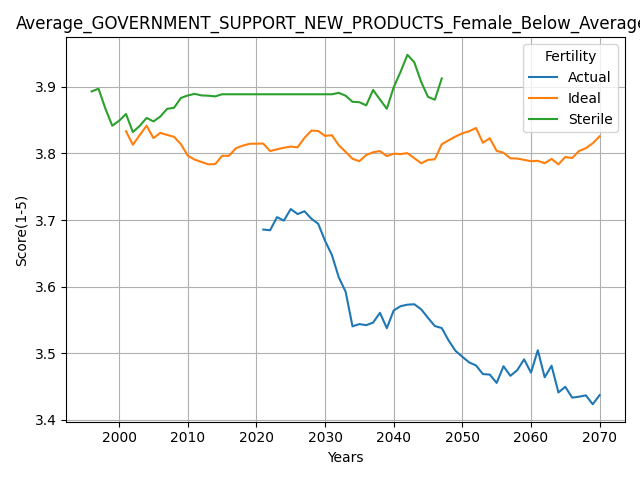 Average_GOVERNMENT_SUPPORT_NEW_PRODUCTS_Female_Below_Average
Fertility
Actual
Ideal
Sterile
Score(1-5)
3.9
3.8
3.7
3.6
3.5
3.4
2000 2010 2020 2030 2040 2050 2060 2070
Years